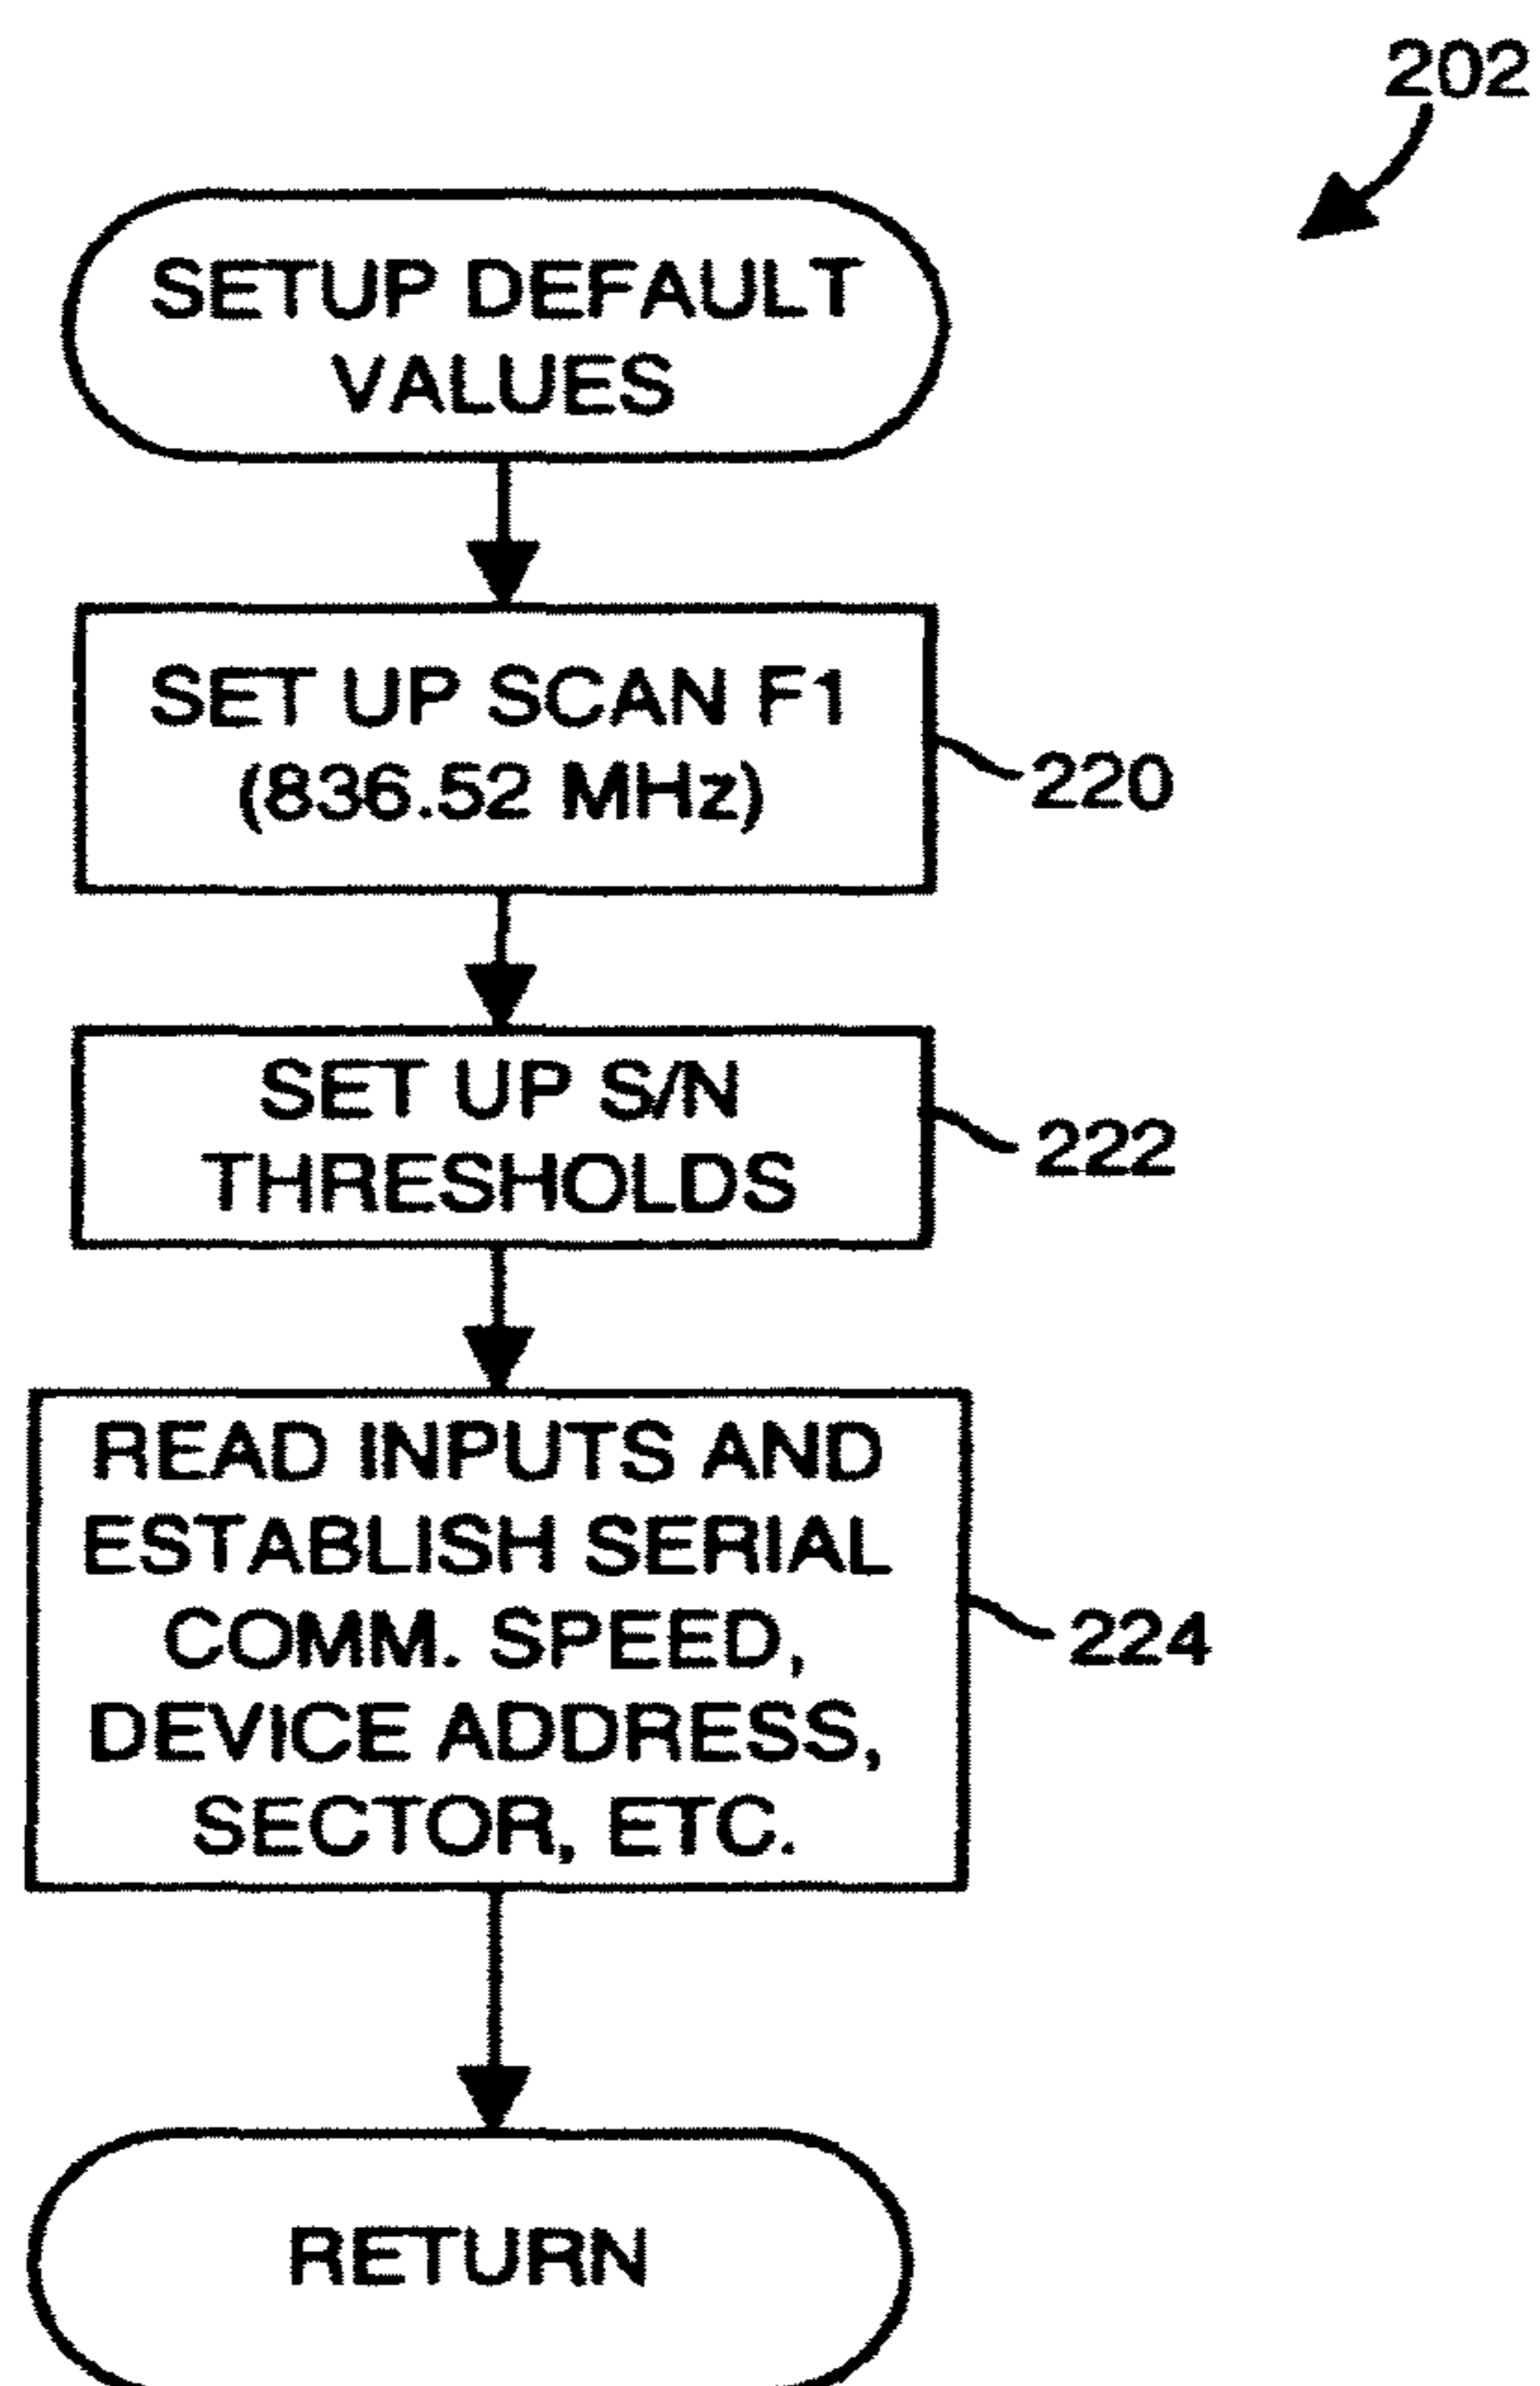 202
SETUP DEFAULT
VALUES
SET UP SCAN F1
(836.52 MHz)
220
SET UP S/N
THRESHOLDS
222
READ INPUTS AND
ESTABLISH SERIAL
COMM. SPEED,
DEVICE ADDRESS,
SECTOR, ETC.
224
RETURN